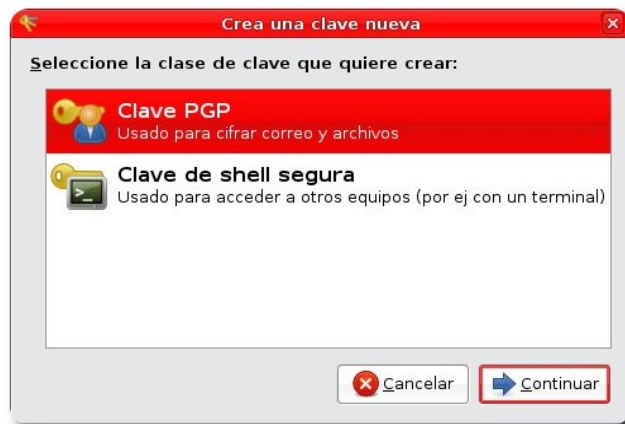 Crea una clave nueva
Seleccione la clase de clave que quiere crear:
Clave PGP
Usado para cifrar correo y archivos
Clave de shell segura
Usado para acceder a otros equipos (por ej con un terminal)
Cancelar
Continuar